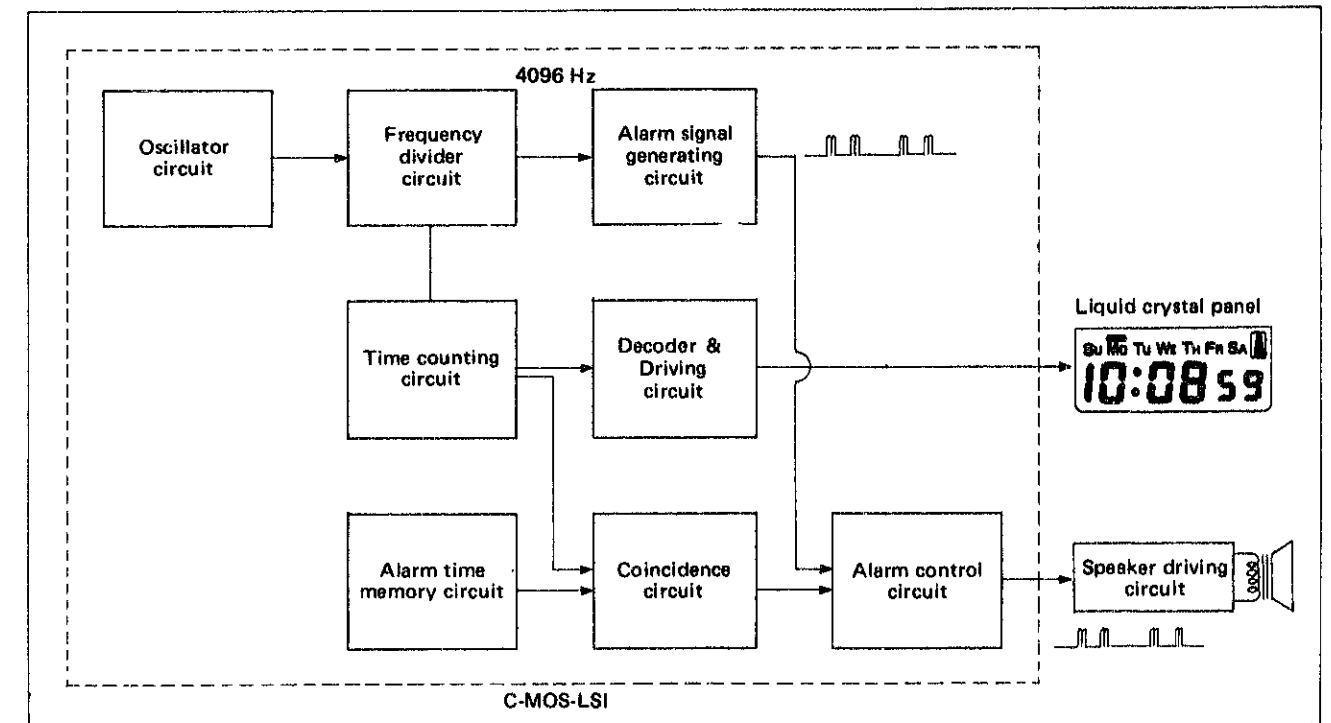 4096 Hz
Oscillator
circuit
Frequency
divider
circuit
Alarm signal
generating
circuit
Time counting
circuit
Decoder &
Driving
circuit
Liquid crystal panel
SU MO TU WE TH FR SA
10:08 59
Alarm time
memory circuit
Coincidence
circuit
Alarm control
circuit
Speaker driving
circuit
C-MOS-LSI